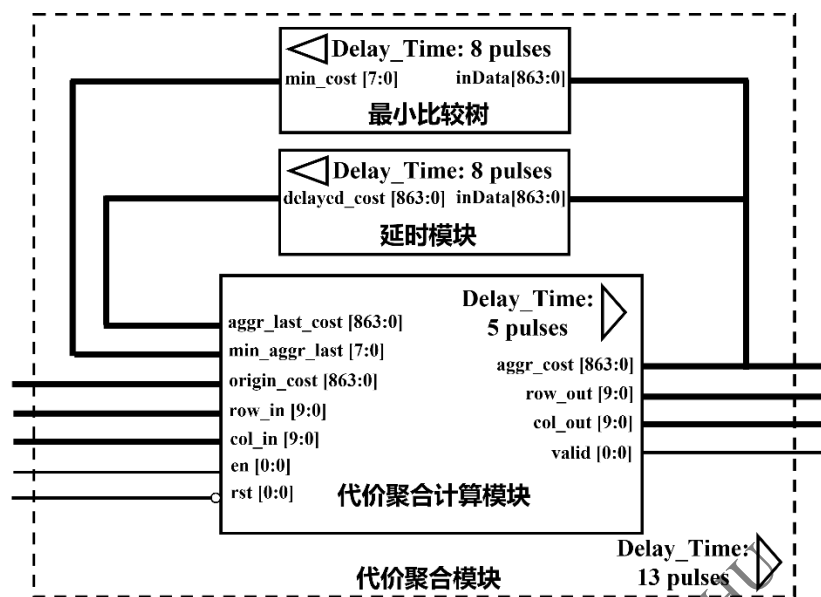 Delay_Time: 8 pulses
min_cost [7:0] inData[863:0]
最小比较树
Delay_Time: 8 pulses
delayed_cost [863:0] inData[863:0]
延时模块
Delay_Time:
5 pulses
aggr_last_cost [863:0]
min_aggr_last [7:0]
aggr_cost [863:0]
origin_cost [863:0]
row_out [9:0]
row_in [9:0]
col_out [9:0]
col_in [9:0]
valid [0:0]
en [0:0]
rst [0:0]
代价聚合计算模块
Delay_Time:
13 pulses
代价聚合模块
HU